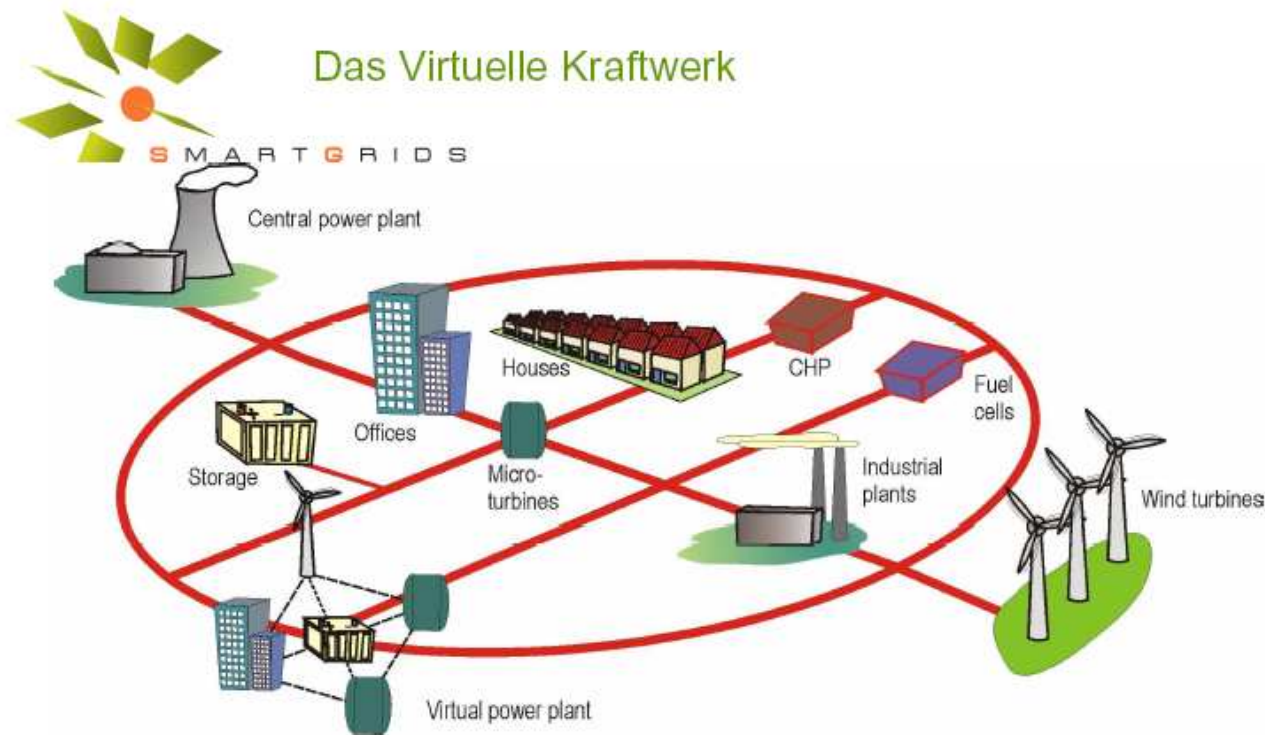 Das Virtuelle Kraftwerk
SMARTGRIDS
Central power plant
Houses
CHP
Fuel
cells
Offices
Storage
Micro-
turbines
Industrial
plants
Wind turbines
Virtual power plant